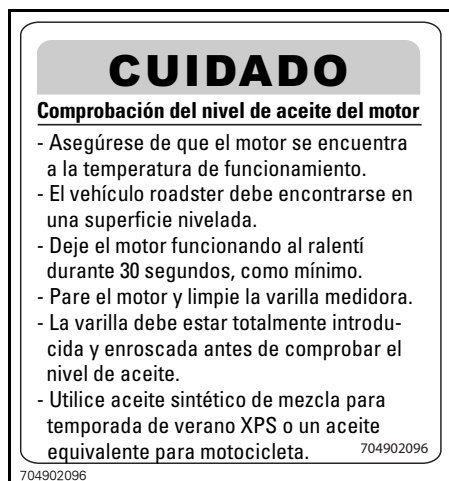 CUIDADO
Comprobación del nivel de aceite del motor
- Asegúrese de que el motor se encuentra
a la temperatura de funcionamiento.
- El vehículo roadster debe encontrarse en
una superficie nivelada.
- Deje el motor funcionando al ralentí
durante 30 segundos, como mínimo.
- Pare el motor y limpie la varilla medidora.
- La varilla debe estar totalmente introdu-
cida y enroscada antes de comprobar el
nivel de aceite.
- Utilice aceite sintético de mezcla para
temporada de verano XPS o un aceite
equivalente para motocicleta. 704902096
704902096